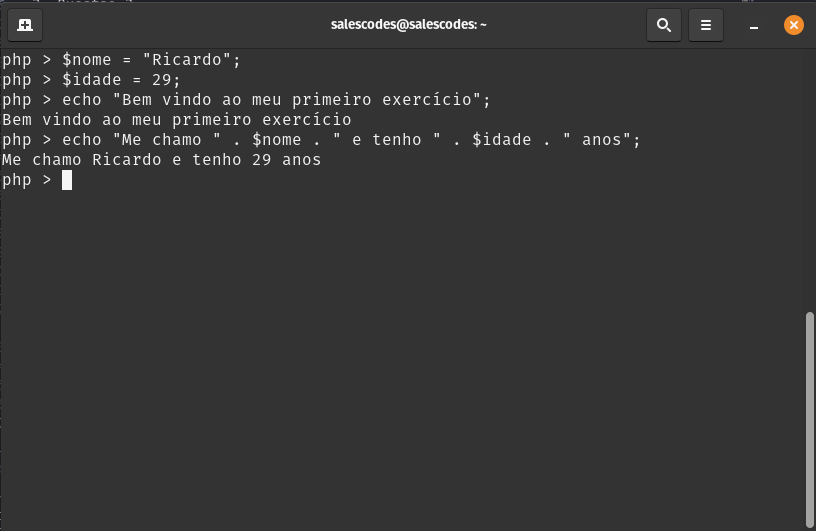 salescodes@salescodes: ~
php > $nome = "Ricardo";
php > $idade = 29;
php > echo "Bem vindo ao meu primeiro exercício";
Bem vindo ao meu primeiro exercício
php > echo "Me chamo " . $nome . " e tenho " . $idade . " anos";
Me chamo Ricardo e tenho 29 anos
php >